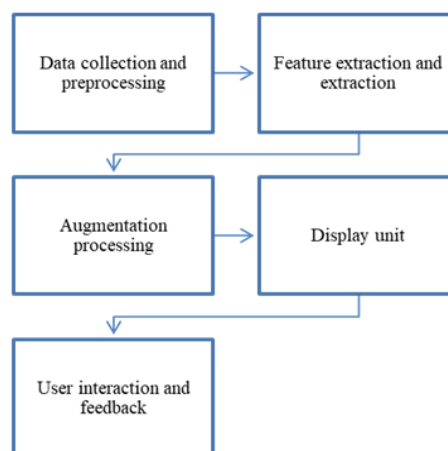 Data collection and
preprocessing
Feature extraction and
extraction
Augmentation
processing
Display unit
User interaction and
feedback